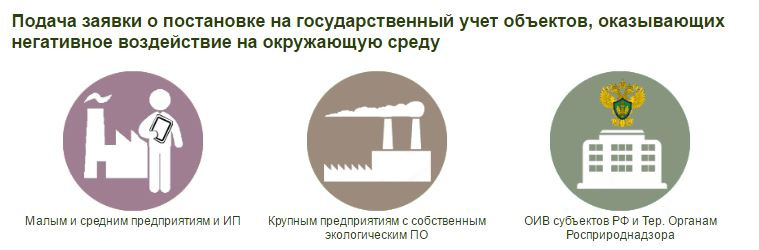 Подача заявки о постановке на государственный учет объектов, оказывающих
негативное воздействие на окружающую среду
Малым и средним предприятиям и ИП
Крупным предприятиям с собственным
экологическим ПО
ОИВ субъектов РФ и Тер. Органам
Росприроднадзора